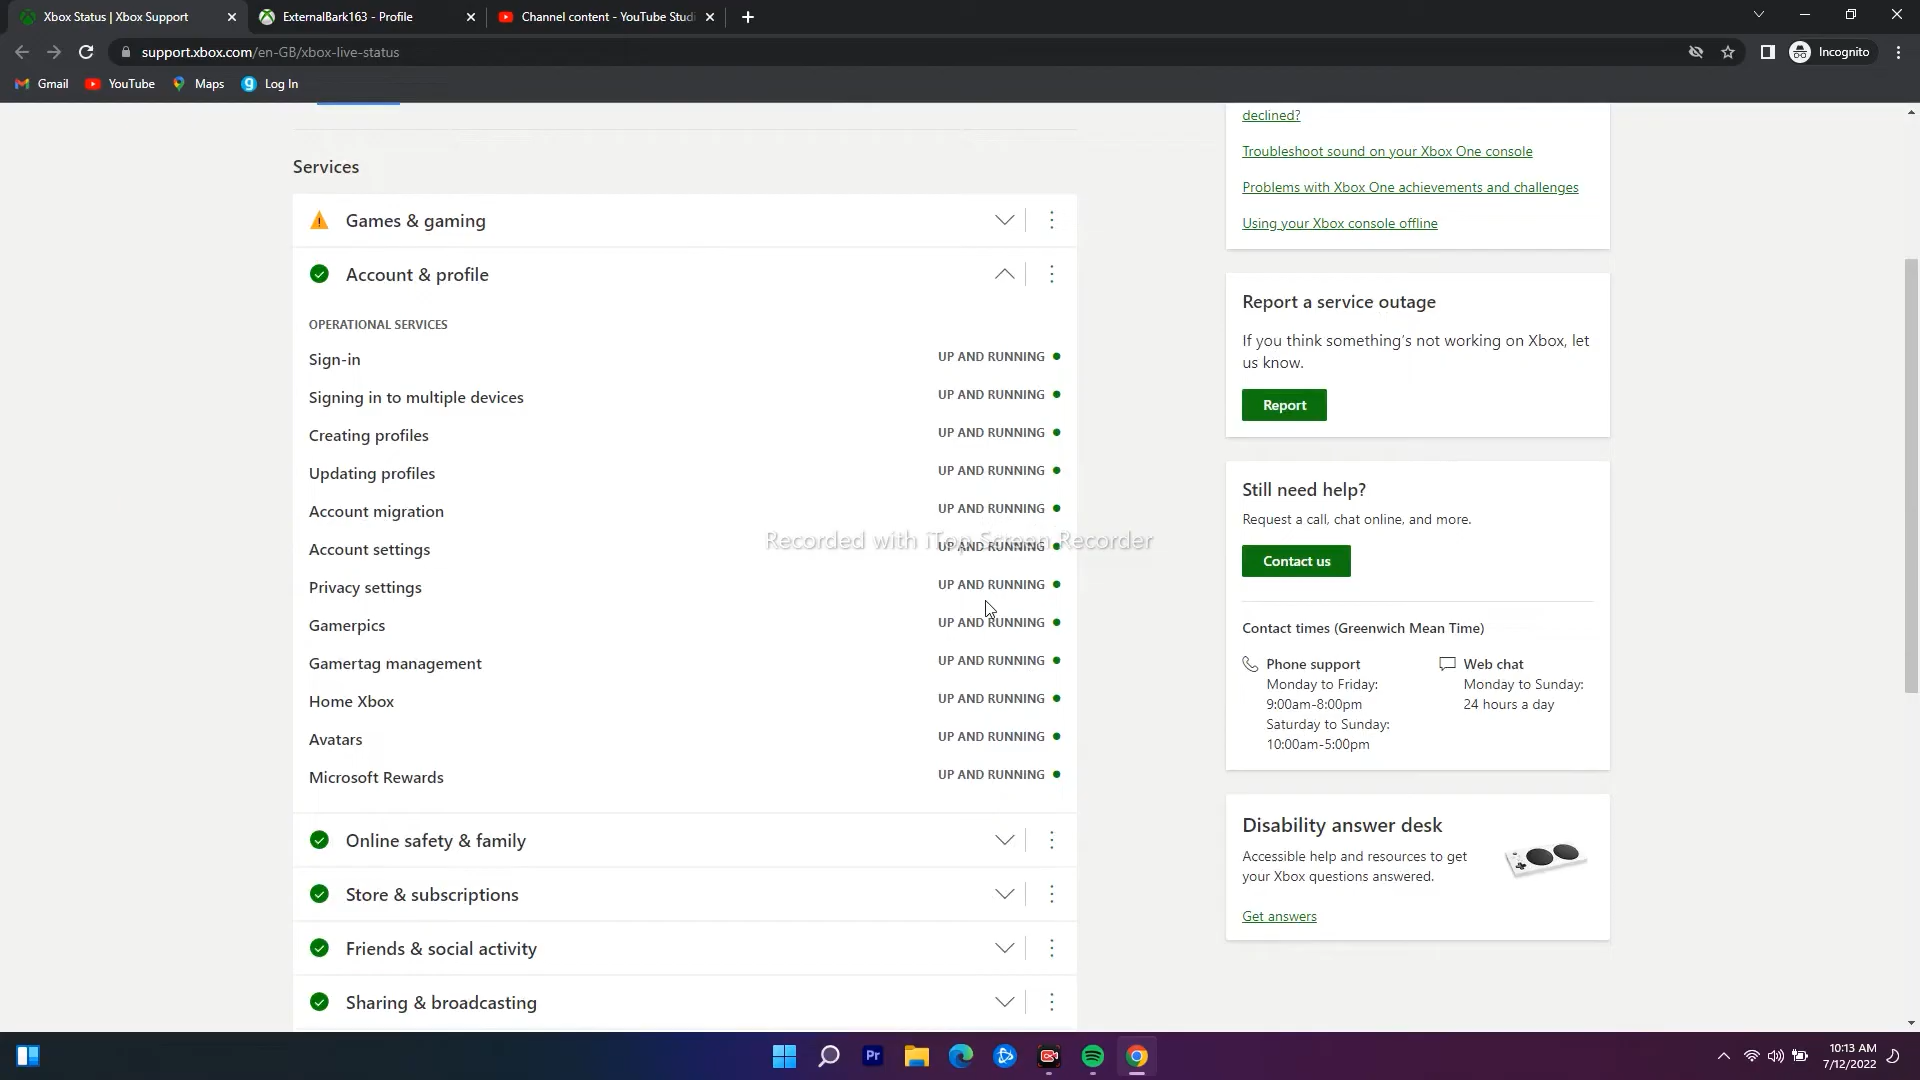 Xbox Status | Xbox Support
ExternalBark163 - Profile
Channel content - YouTube Studi
support.xbox.com/en-GB/xbox-live-status
Incognito
Gmail
YouTube
Maps
Log In
Services
Games & gaming
Account & profile
OPERATIONAL SERVICES
Sign-in UP AND RUNNING
Signing in to multiple devices UP AND RUNNING
Creating profiles UP AND RUNNING
Updating profiles UP AND RUNNING
Account migration UP AND RUNNING
Account settings UP AND RUNNING
Recorded with iTop Screen Recorder
Privacy settings UP AND RUNNING
Gamerpics UP AND RUNNING
Gamertag management UP AND RUNNING
Home Xbox UP AND RUNNING
Avatars UP AND RUNNING
Microsoft Rewards UP AND RUNNING
Online safety & family
Store & subscriptions
Friends & social activity
Sharing & broadcasting
declined?
Troubleshoot sound on your Xbox One console
Problems with Xbox One achievements and challenges
Using your Xbox console offline
Report a service outage
If you think something's not working on Xbox, let
us know.
Report
Still need help?
Request a call, chat online, and more.
Contact us
Contact times (Greenwich Mean Time)
Phone support
Monday to Friday:
9:00am-8:00pm
Saturday to Sunday:
10:00am-5:00pm
Web chat
Monday to Sunday:
24 hours a day
Disability answer desk
Accessible help and resources to get
your Xbox questions answered.
Get answers
Pr
10:13 AM
7/12/2022